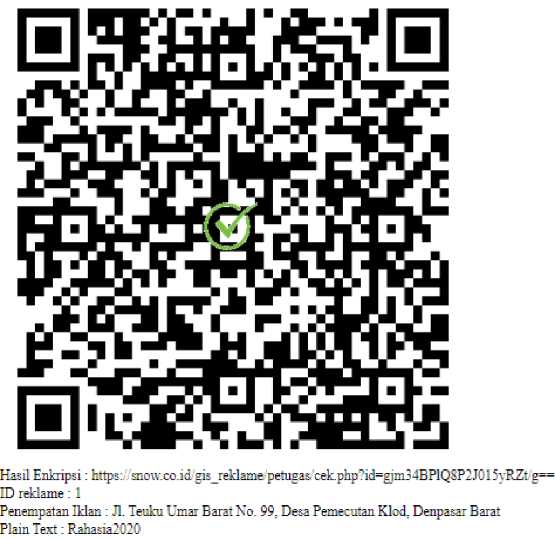 Hasil Enkripsi : https://snow.co.id/gis_reklame/petugas/cek.php?id=gjm34BPlQ8P2J015yRZt/g==
ID reklame : 1
Penempatan Iklan : Jl. Teuku Umar Barat No. 99, Desa Pemecutan Klod, Denpasar Barat
Plain Text : Rahasia2020